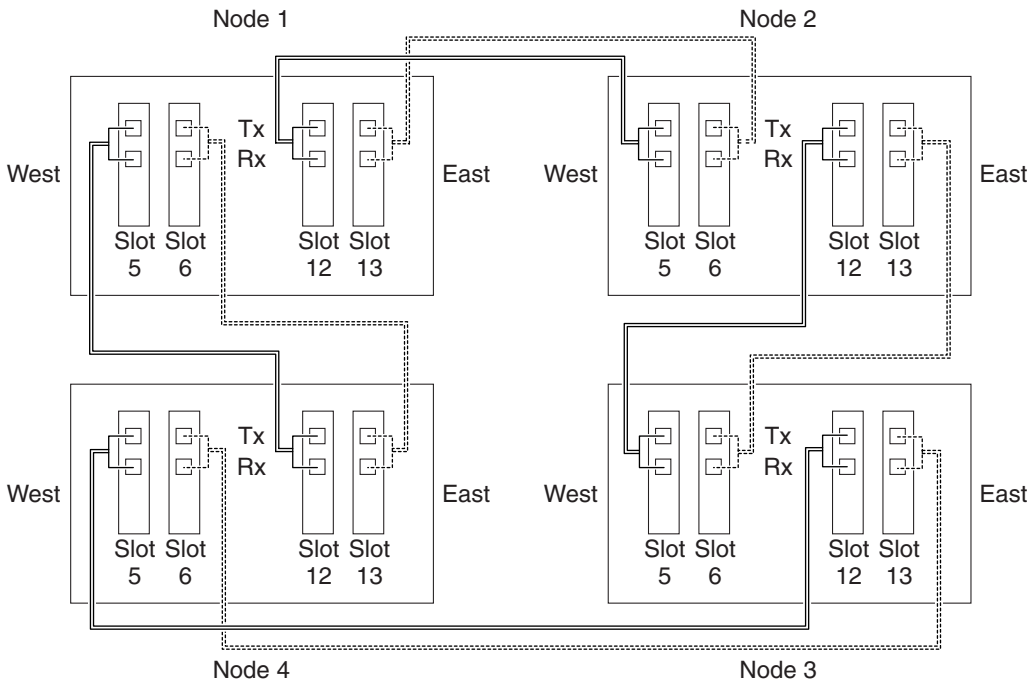 Node 1
Node 2
Tx
Rx
Tx
Rx
West
East
West
East
Slot 5
Slot 6
Slot 12
Slot 13
Slot 5
Slot 6
Slot 12
Slot 13
Tx
Rx
Tx
Rx
West
East
West
East
Slot 5
Slot 6
Slot 12
Slot 13
Slot 5
Slot 6
Slot 12
Slot 13
Node 4
Node 3